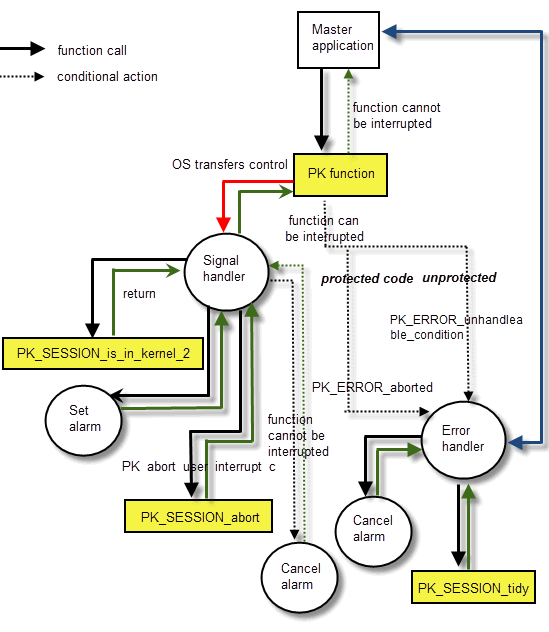 Master
application
function call
conditional action
function cannot
be interrupted
OS transfers control
PK function
function can
be interrupted
Signal
handler
protected code
unprotected
return
PK_ERROR_unhandlea
ble_condition
PK_SESSION_is_in_kernel_2
PK_ERROR_aborted
Set
alarm
function
cannot be
interrupted
Error
handler
PK_abort_user_interrupt_c
PK_SESSION_abort
Cancel
alarm
Cancel
alarm
PK_SESSION_tidy